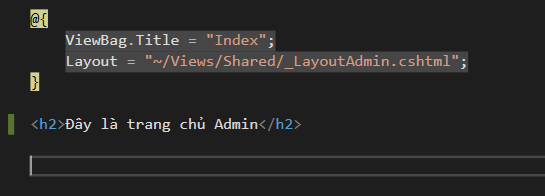 @{
ViewBag.Title = "Index";
Layout = "~/Views/Shared/_LayoutAdmin.cshtml";
}
<h2>Đây là trang chủ Admin</h2>